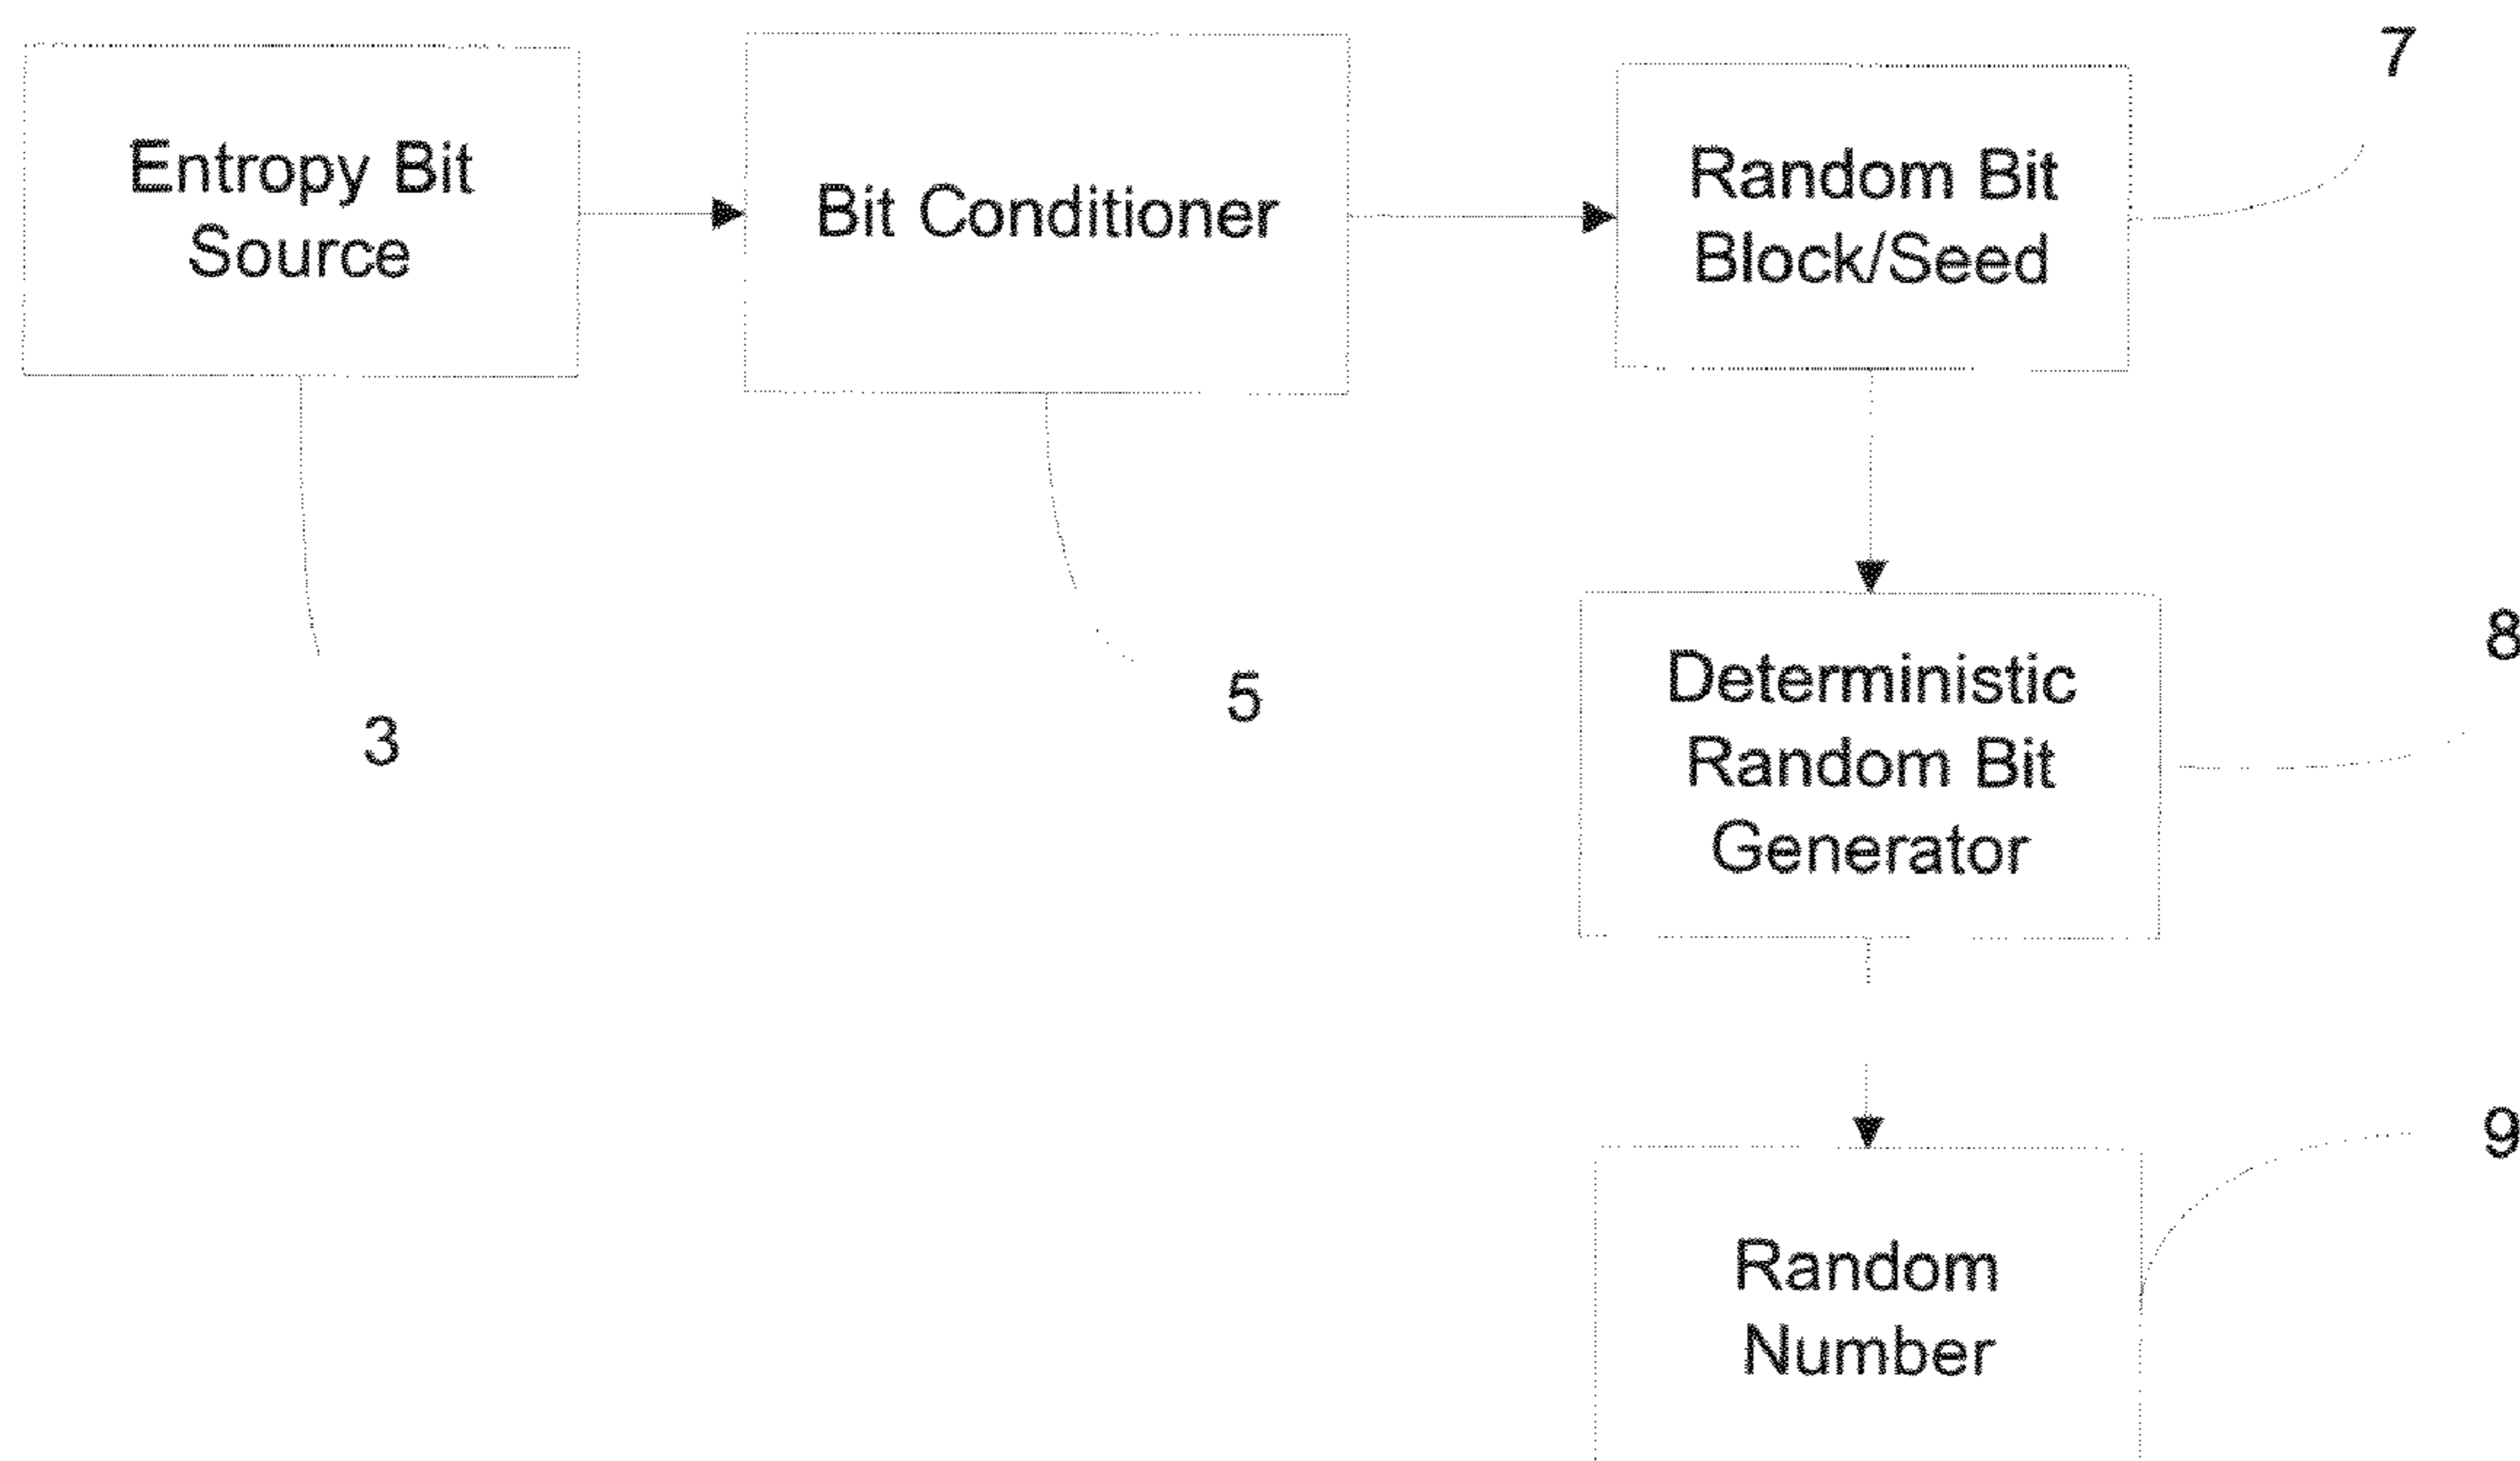 Entropy Bit
Source
3
Bit Conditioner
5
Random Bit
Block/Seed
7
Deterministic
Random Bit
Generator
8
Random
Number
9